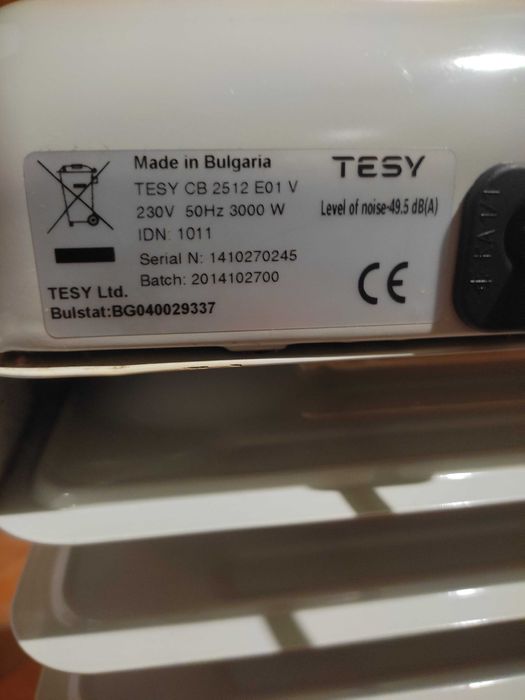 Made in Bulgaria
TESY
TESY CB 2512 E01 V
230V 50Hz 3000 W
Level of noise-49.5 dB(A)
IDN: 1011
Serial N: 1410270245
Batch: 2014102700
CE
TESY Ltd.
Bulstat:BG040029337